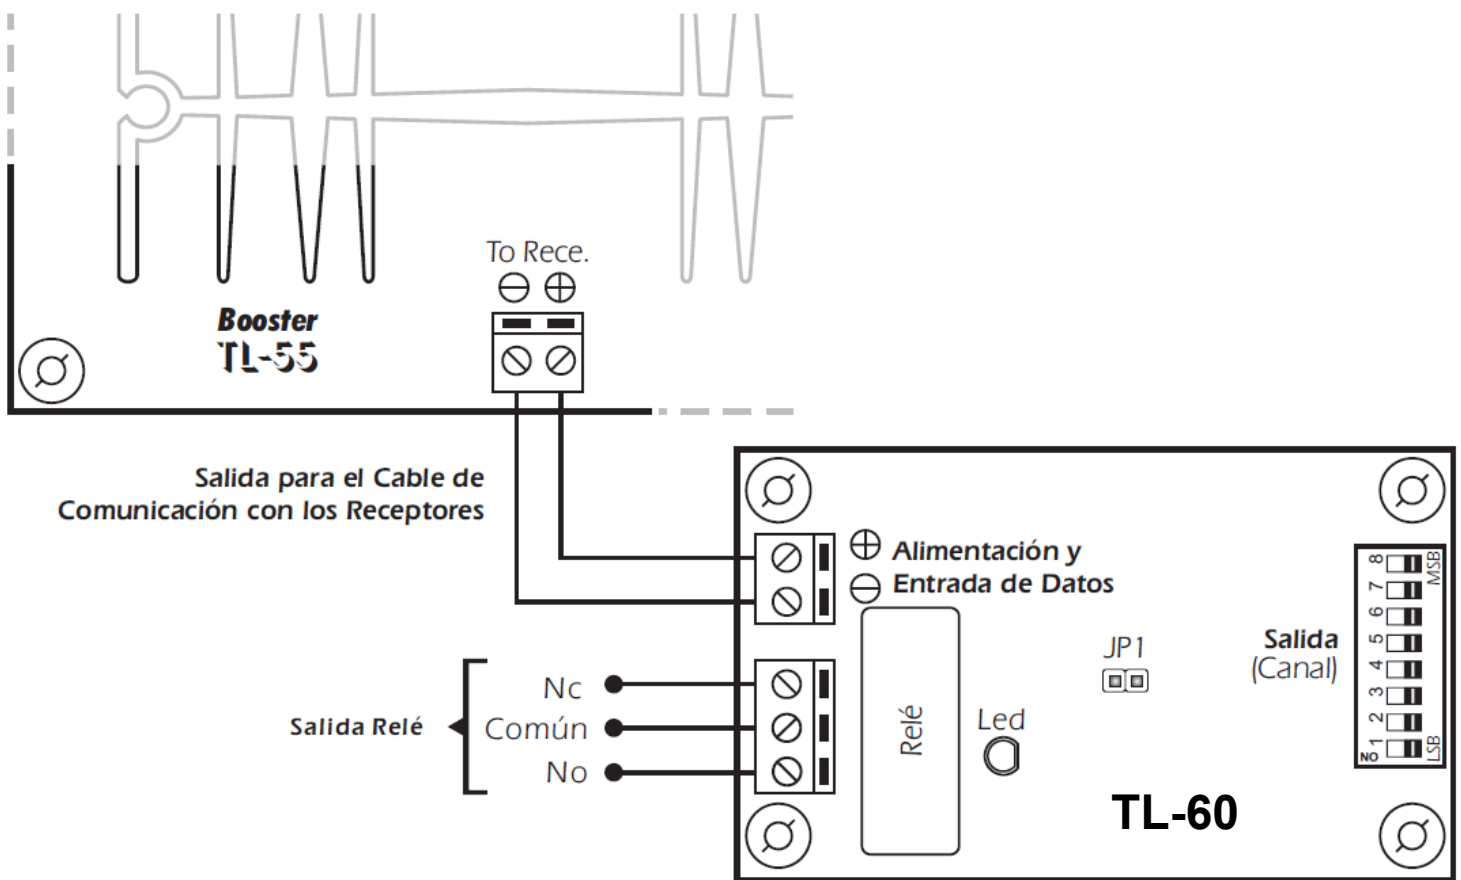 To Rece.
Booster
TL-55
Salida para el Cable de
Comunicación con los Receptores
Alimentación y
Entrada de Datos
Nc
Común
No
Salida Relé
Relé
Led
JP1
Salida
(Canal)
8
7
6
5
4
3
2
1
MSB
LSB
NO
TL-60